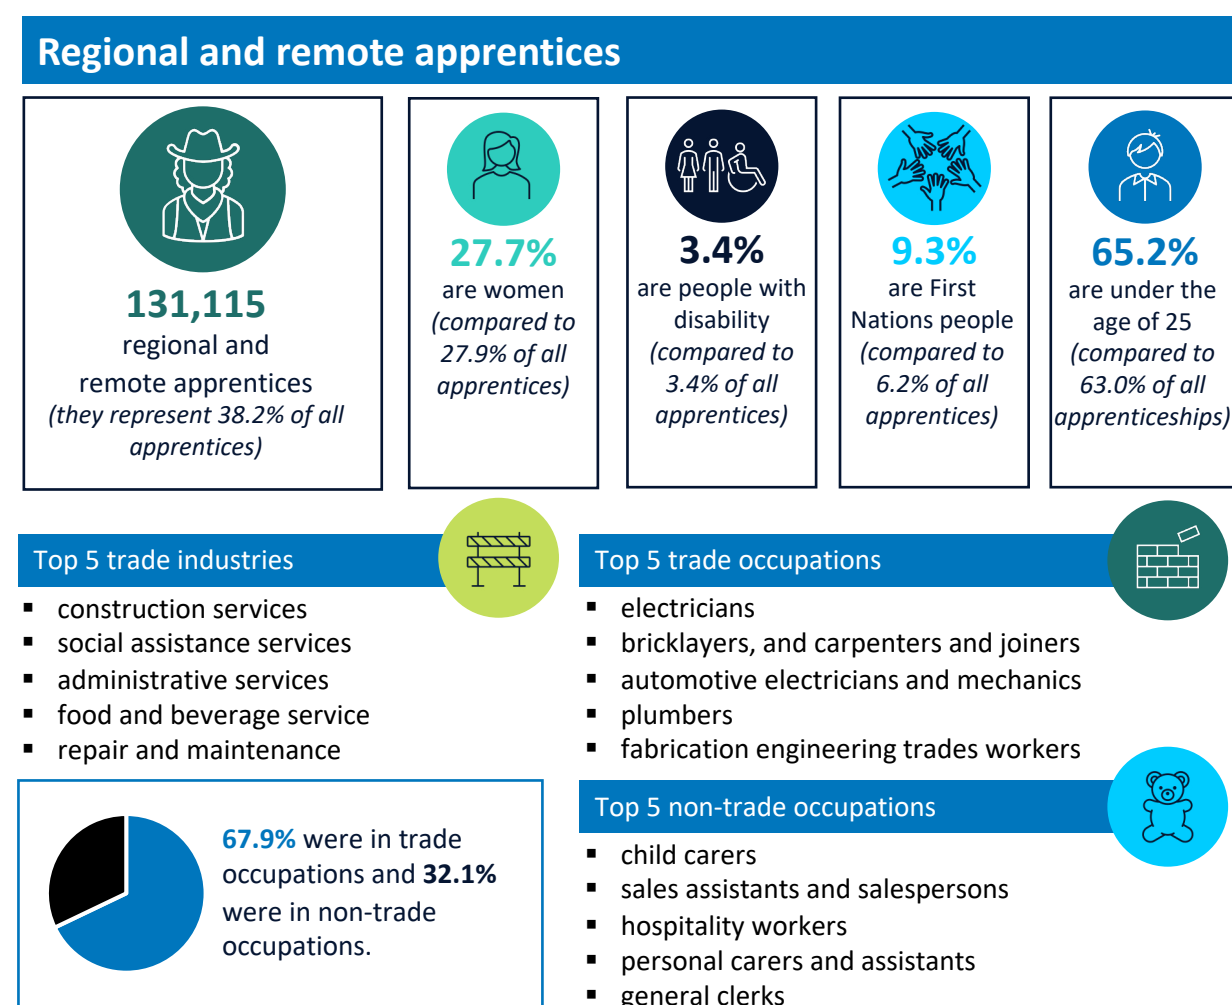 Regional and remote apprentices
131,115
regional and
remote apprentices
(they represent 38.2% of all
apprentices)
27.7%
are women
(compared to
27.9% of all
apprentices)
3.4%
are people with
disability
(compared to
3.4% of all
apprentices)
9.3%
are First
Nations people
(compared to
6.2% of all
apprentices)
65.2%
are under the
age of 25
(compared to
63.0% of all
apprenticeships)
Top 5 trade industries
▪ construction services
▪ social assistance services
▪ administrative services
▪ food and beverage service
▪ repair and maintenance
67.9% were in trade
occupations and 32.1%
were in non-trade
occupations.
Top 5 trade occupations
▪ electricians
▪ bricklayers, and carpenters and joiners
▪ automotive electricians and mechanics
▪ plumbers
▪ fabrication engineering trades workers
Top 5 non-trade occupations
▪ child carers
▪ sales assistants and salespersons
▪ hospitality workers
▪ personal carers and assistants
▪ general clerks